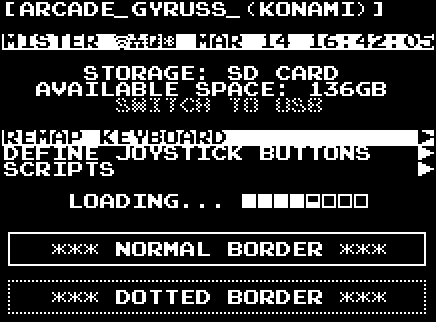 [ARCADE_GYRUSS_(KONAMI)]
MISTER MAR 14 16:42:05
STORAGE: SD CARD
AVAILABLE SPACE: 136GB
SWITCH TO USB
REMAP KEYBOARD
DEFINE JOYSTICK BUTTONS
SCRIPTS
LOADING...
*** NORMAL BORDER ***
*** DOTTED BORDER ***